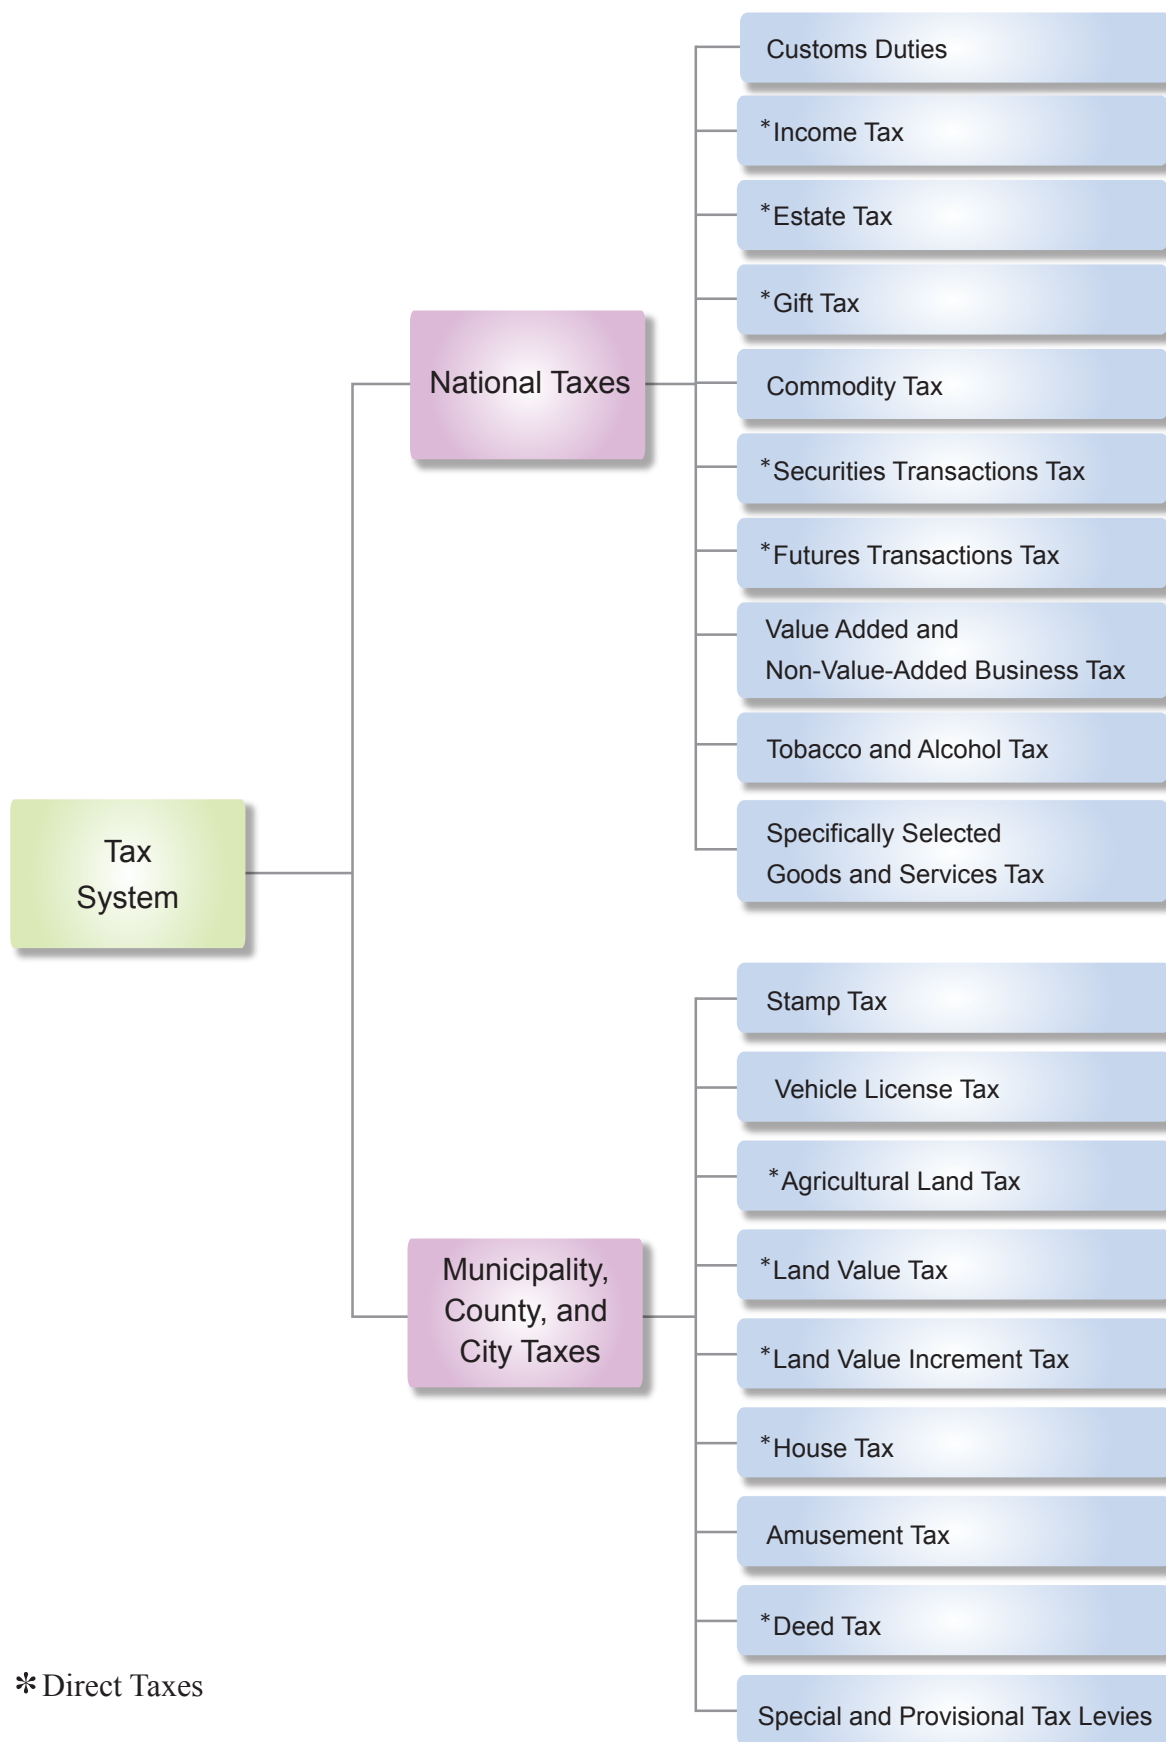 Customs Duties
*Income Tax
*Estate Tax
*Gift Tax
National Taxes
Commodity Tax
*Securities Transactions Tax
*Futures Transactions Tax
Value Added and
Non-Value-Added Business Tax
Tobacco and Alcohol Tax
Specifically Selected
Goods and Services Tax
Tax
System
Stamp Tax
Vehicle License Tax
*Agricultural Land Tax
*Land Value Tax
Municipality,
County, and
City Taxes
*Land Value Increment Tax
*House Tax
Amusement Tax
*Deed Tax
Special and Provisional Tax Levies
*Direct Taxes